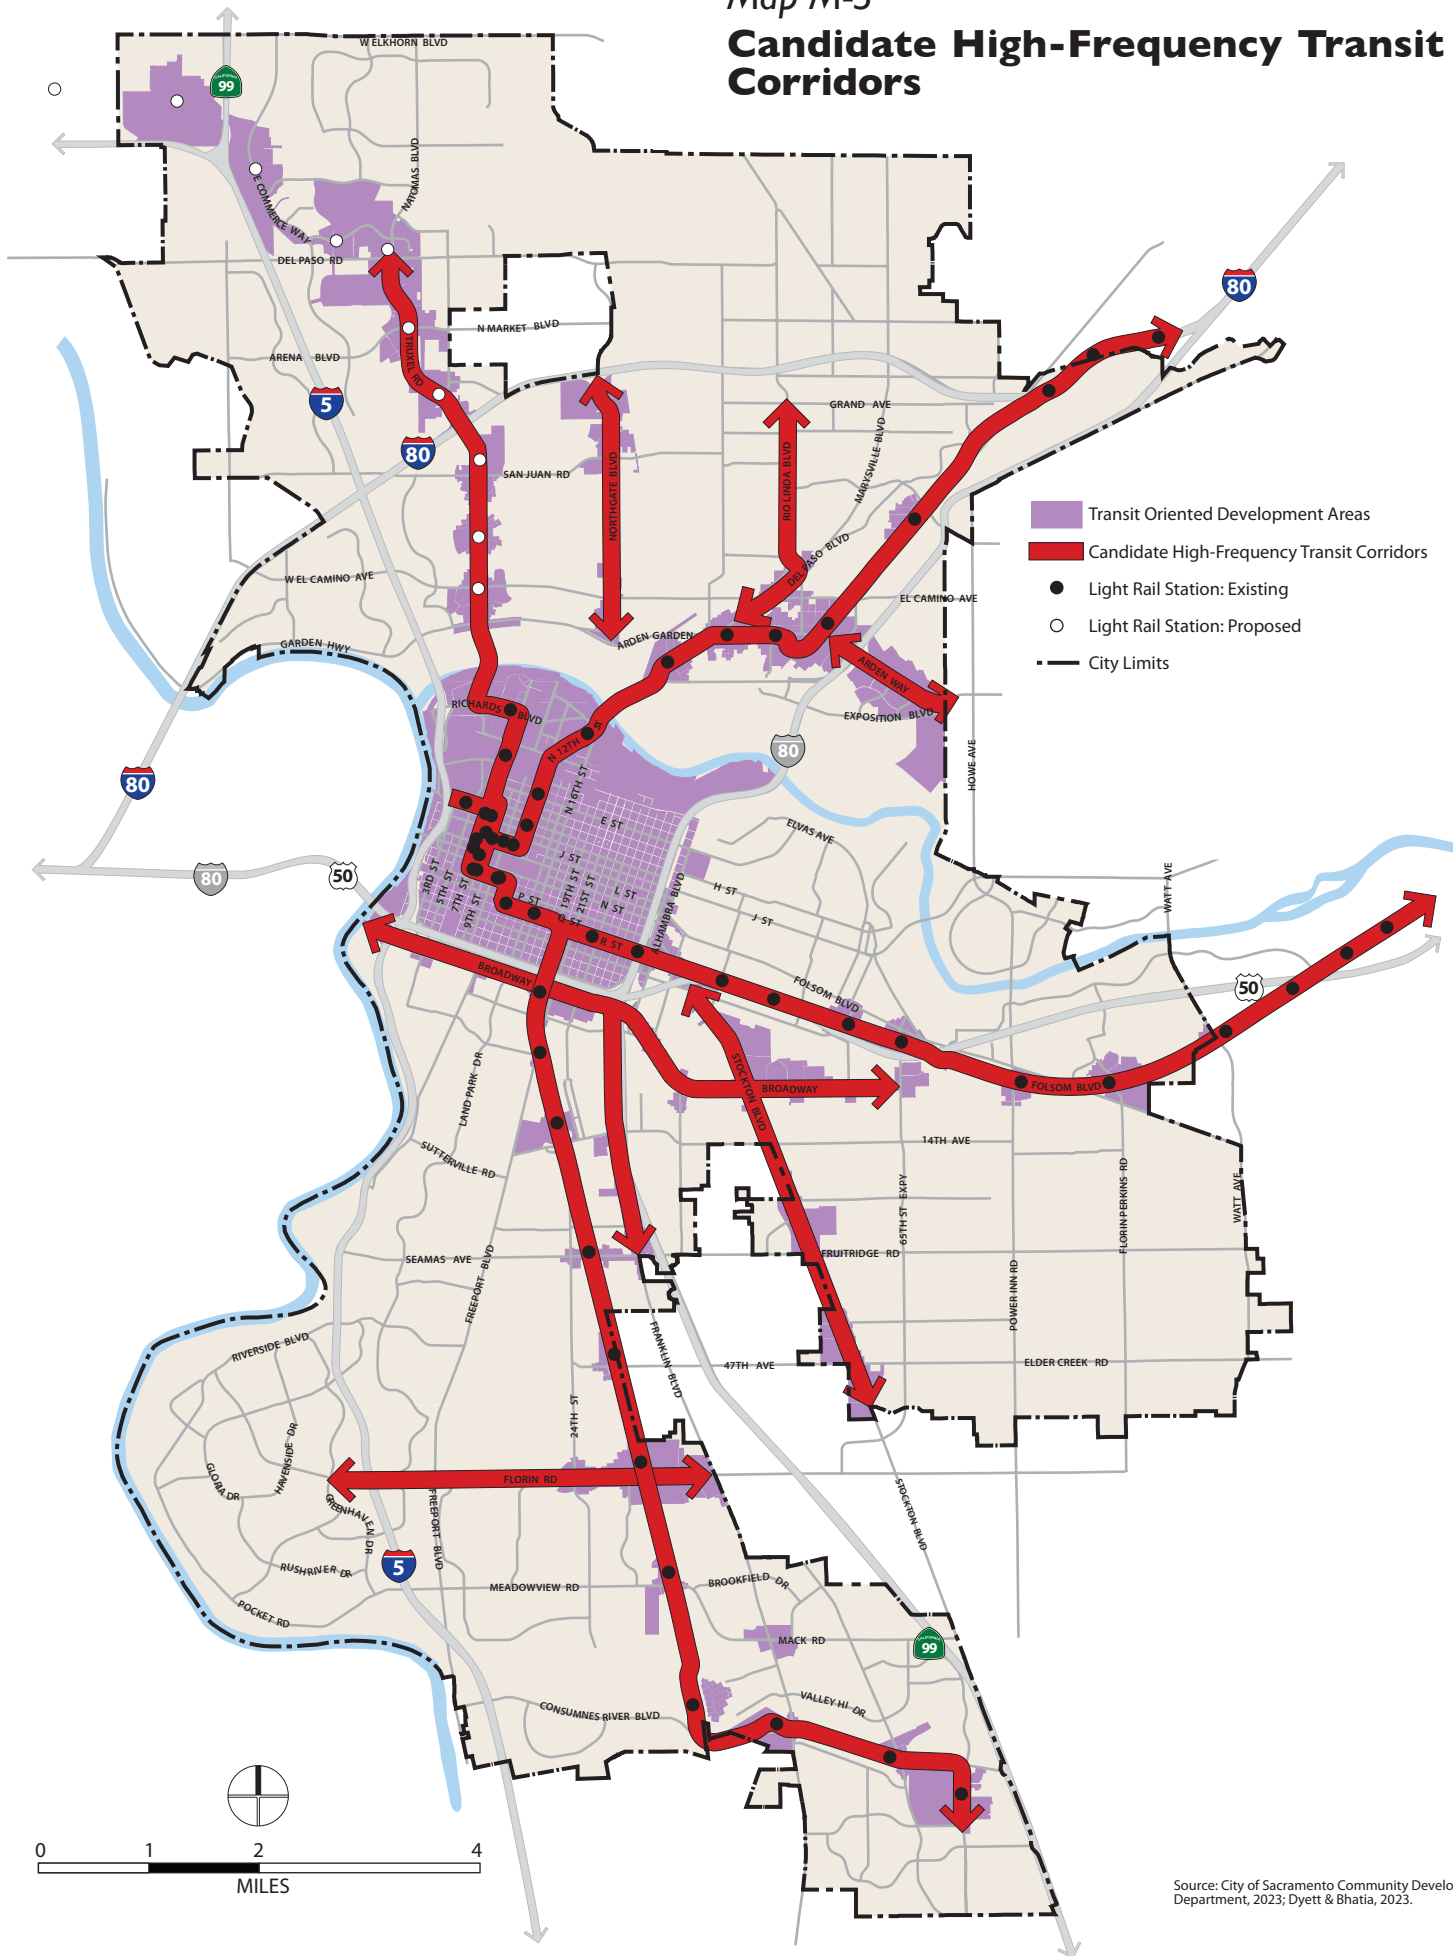 Map M-3
Candidate High-Frequency Transit
Corridors
W ELKHORN BLVD
CALIFORNIA
99
NATOMAS BLVD
E COMMERCE WAY
DEL PASO RD
80
N MARKET BLVD
ARENA BLVD
TRUXEL RD
5
GRAND AVE
80
MARYSVILLE BLVD
SAN JUAN RD
NORTHGATE BLVD
RIO LINDA BLVD
Transit Oriented Development Areas
Candidate High-Frequency Transit Corridors
Light Rail Station: Existing
Light Rail Station: Proposed
City Limits
DEL PASO BLVD
W EL CAMINO AVE
EL CAMINO AVE
GARDEN HWY
ARDEN GARDEN
ARDEN WAY
RICHARDS BLVD
EXPOSITION BLVD
N 12TH ST
80
HOWE AVE
80
N 16TH ST
E ST
ELVAS AVE
J ST
80
50
3RD ST
5TH ST
7TH ST
9TH ST
19TH ST
21ST ST
L ST
N ST
P ST
Q ST
R ST
ALHAMBRA BLVD
H ST
J ST
WATT AVE
BROADWAY
FOLSOM BLVD
50
LAND PARK DR
STOCKTON BLVD
BROADWAY
FOLSOM BLVD
14TH AVE
SUTTERVILLE RD
65TH ST EXPY
FLORIN PERKINS RD
WATT AVE
SEAMAS AVE
FREEPORT BLVD
FRUITRIDGE RD
POWER INN RD
RIVERSIDE BLVD
FRANKLIN BLVD
47TH AVE
ELDER CREEK RD
24TH ST
HAVENSIDE DR
GLORIA DR
FLORIN RD
GREENHAVEN DR
FREEPORT BLVD
STOCKTON BLVD
5
RUSHRIVER DR
MEADOWVIEW RD
BROOKFIELD DR
POCKET RD
MACK RD
CALIFORNIA
99
VALLEY HI DR
CONSUMNES RIVER BLVD
0 1 2 4
MILES
Source: City of Sacramento Community Develo
Department, 2023; Dyett & Bhatia, 2023.